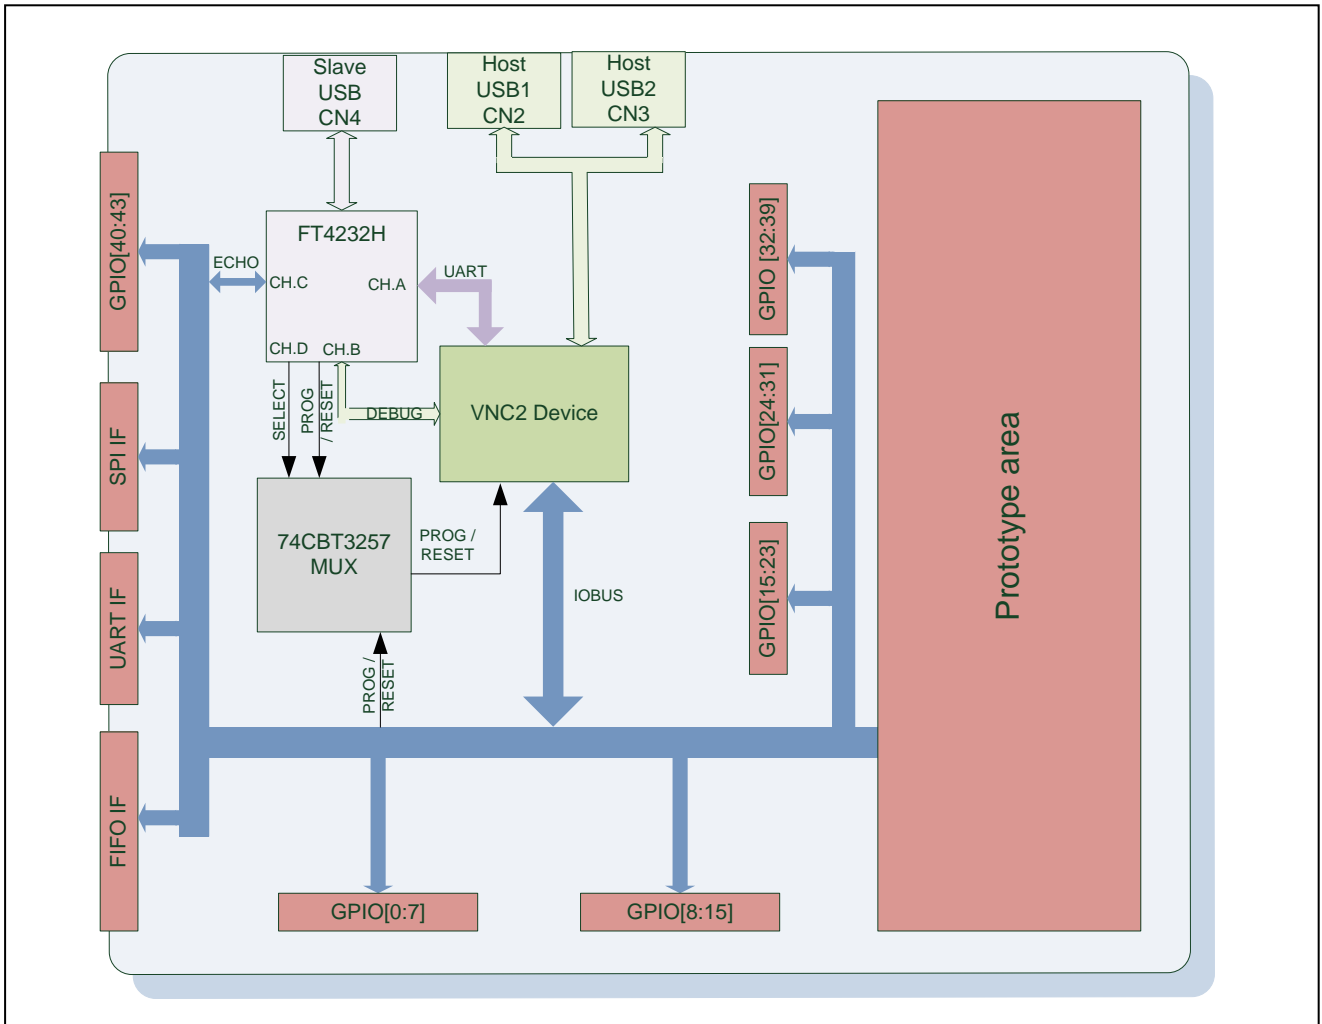 Slave
USB
CN4
Host
USB1
CN2
Host
USB2
CN3
GPIO[40:43]
SPI IF
UART IF
FIFO IF
ECHO
FT4232H
CH.C
CH.A
CH.D
CH.B
UART
SELECT
PROG
/ RESET
DEBUG
VNC2 Device
74CBT3257
MUX
PROG /
RESET
PROG /
RESET
IOBUS
GPIO [32:39]
GPIO[24:31]
GPIO[15:23]
Prototype area
GPIO[0:7]
GPIO[8:15]